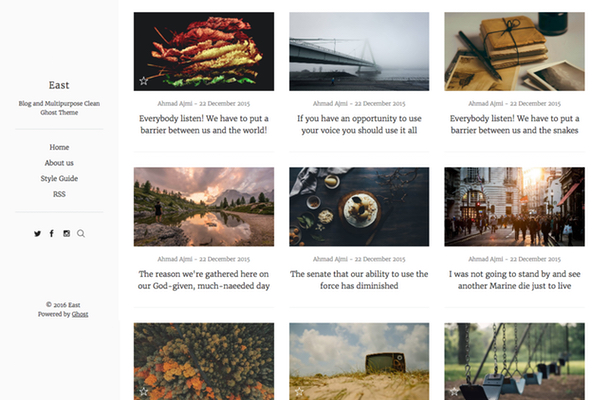 East
Blog and Multipurpose Clean
Ghost Theme
Home
About us
Style Guide
RSS
© 2016 East
Powered by Ghost
Ahmad Ajmi - 22 December 2015
Everybody listen! We have to put a
barrier between us and the world!
Ahmad Ajmi - 22 December 2015
If you have an opportunity to use
your voice you should use it all
Ahmad Ajmi - 22 December 2015
Everybody listen! We have to put a
barrier between us and the snakes
Ahmad Ajmi - 22 December 2015
The reason we're gathered here on
our God-given, much-naeeded day
Ahmad Ajmi - 22 December 2015
The senate that our ability to use the
force has diminished
Ahmad Ajmi - 22 December 2015
I was not going to stand by and see
another Marine die just to live